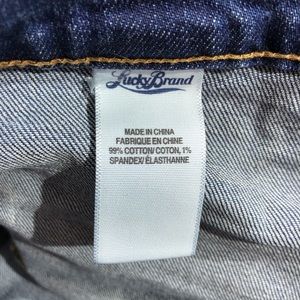 Lucky Brand
MADE IN CHINA
FABRIQUE EN CHINE
99% COTTON/ COTON, 1%
SPANDEX/ ÉLASTHANNE